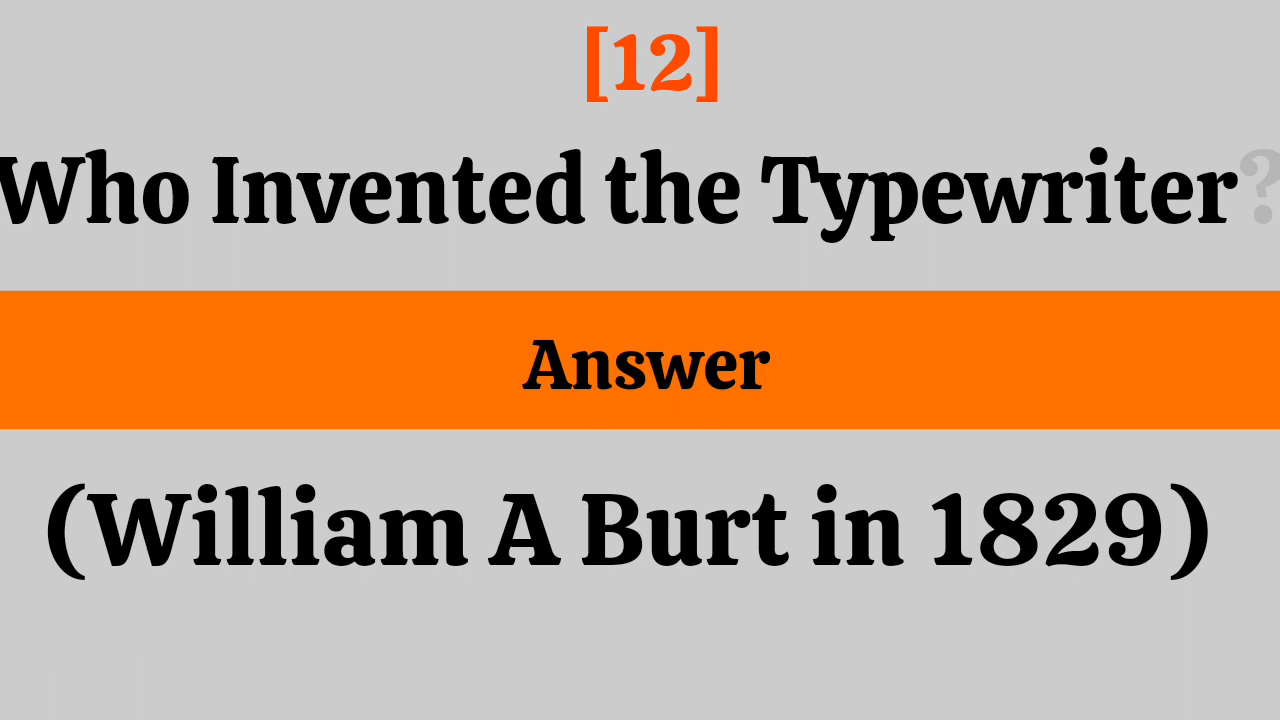 [12]
Who Invented the Typewriter?
Answer
(William A Burt in 1829)